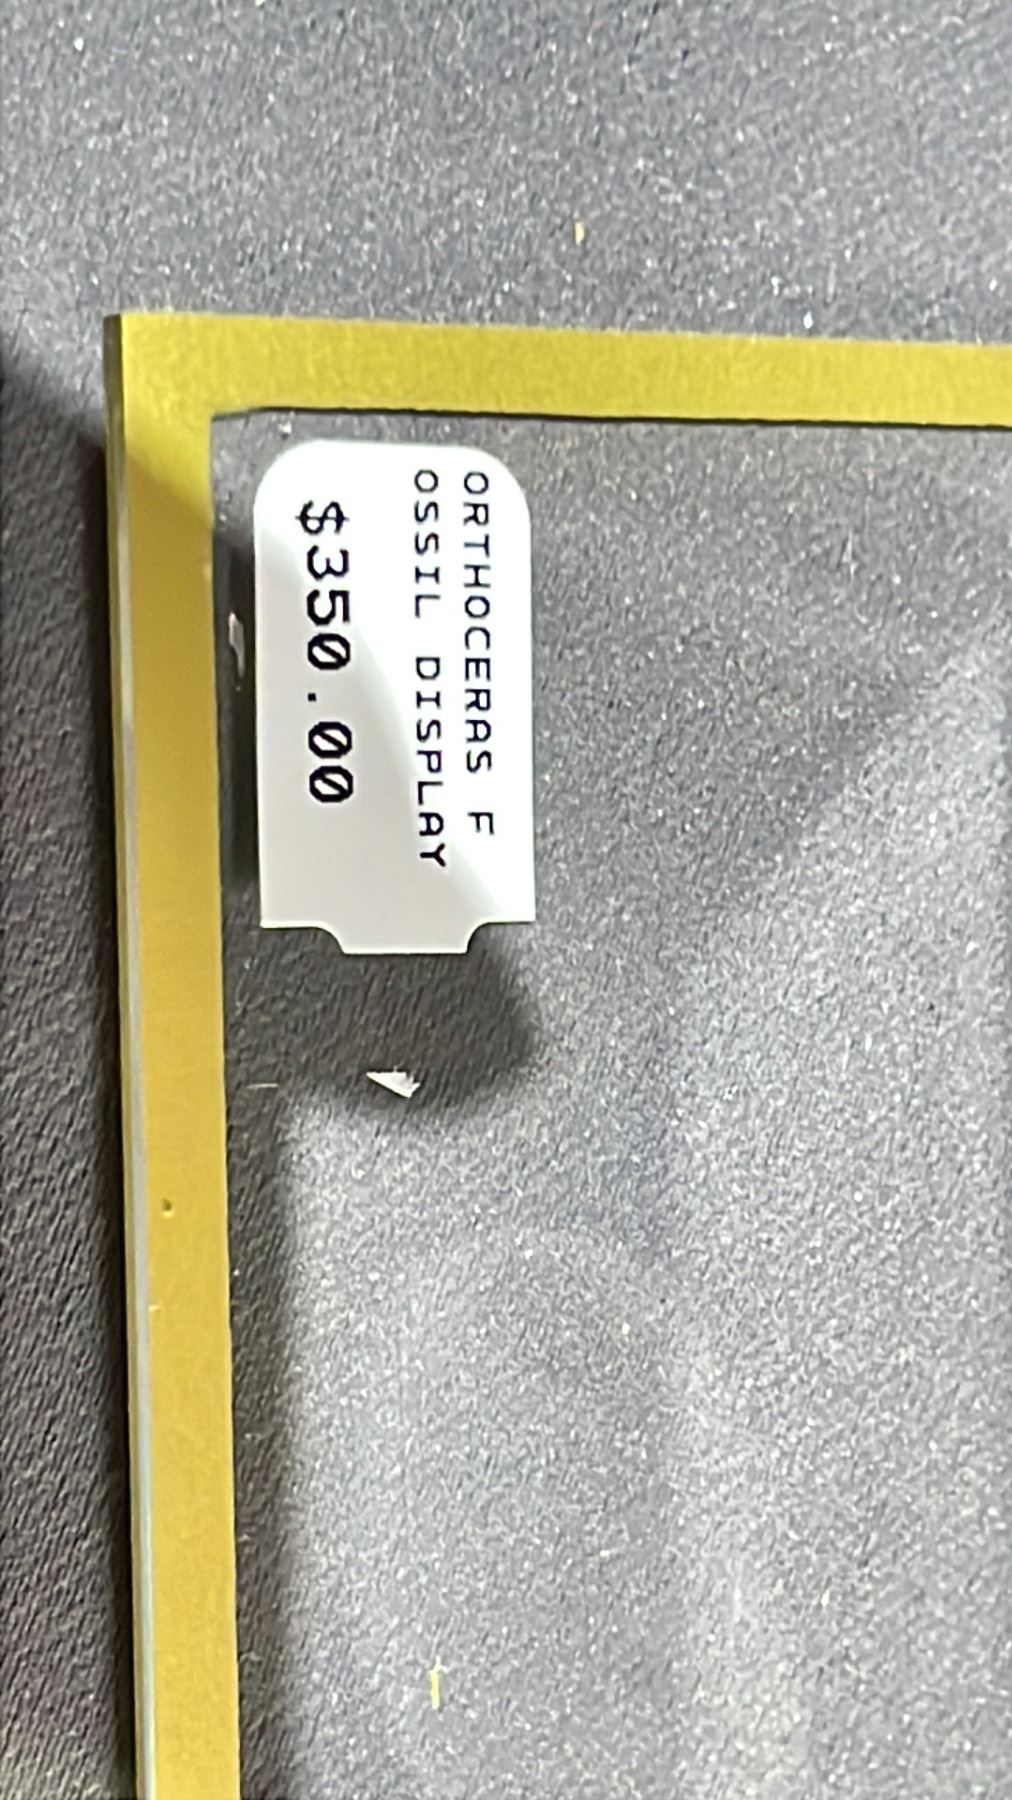 ORTHOCERAS F
OSSIL DISPLAY
$350.00